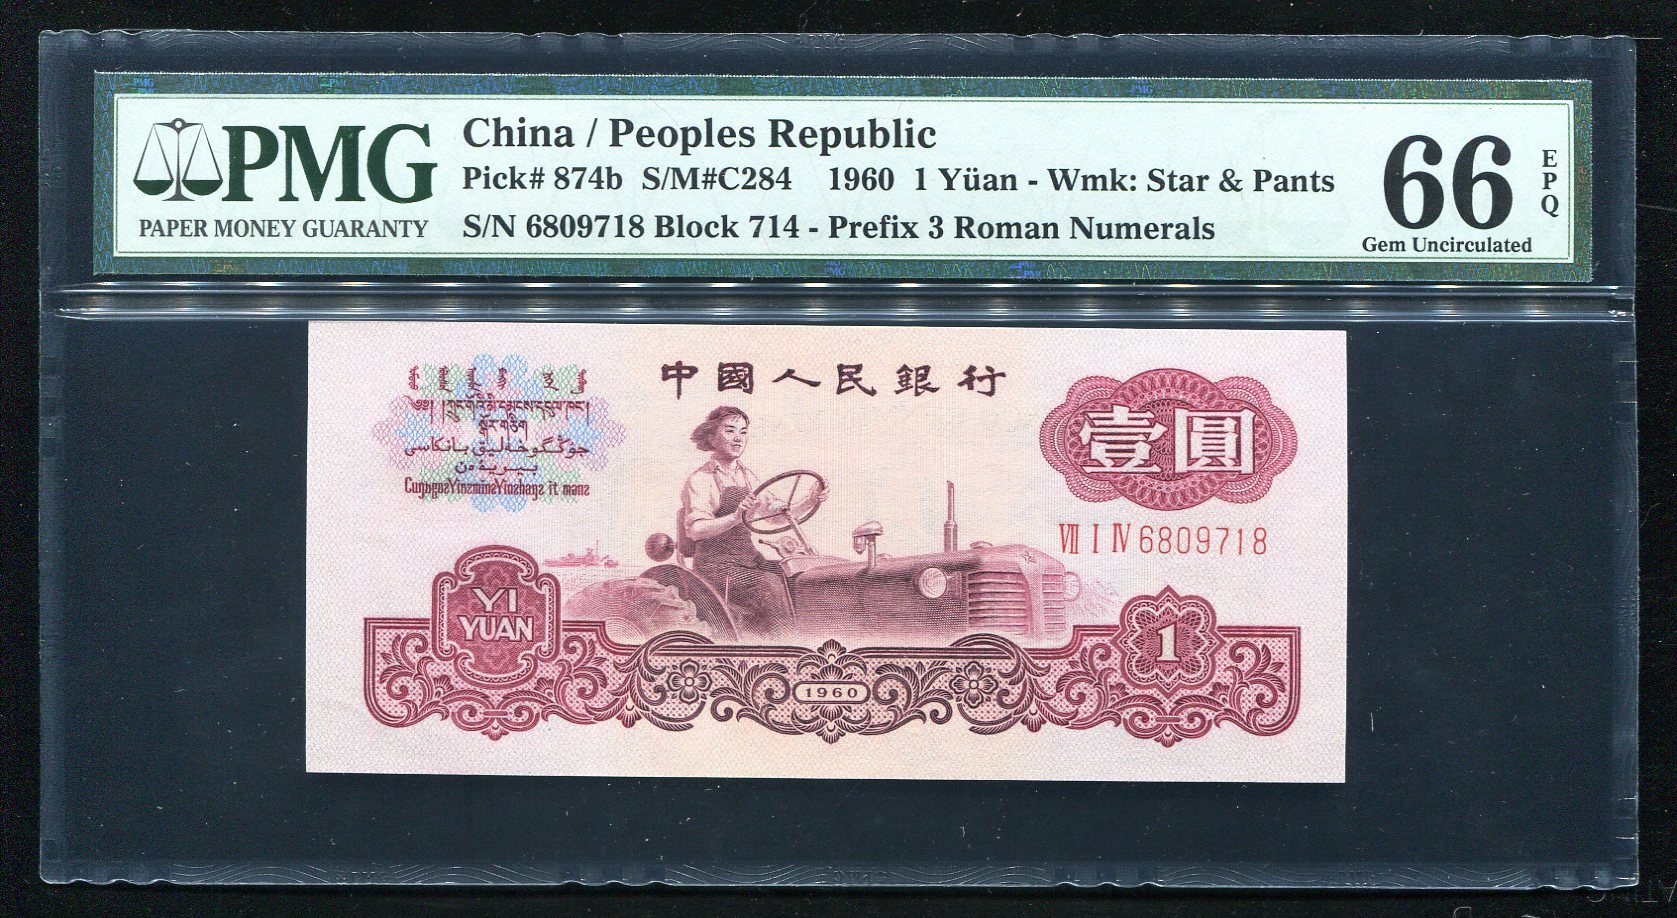 PMG
PAPER MONEY GUARANTY
China / Peoples Republic
Pick# 874b S/M#C284 1960 1 Yüan - Wmk: Star & Pants
S/N 6809718 Block 714 - Prefix 3 Roman Numerals
66
EPQ
Gem Uncirculated
中國人民銀行
壹圓
VII I IV 6809718
YI
YUAN
1960
1